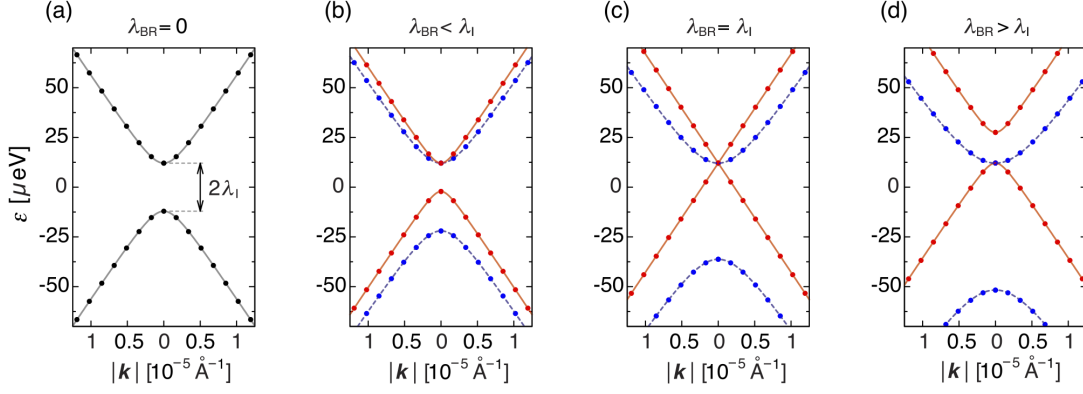 (a) (b) (c) (d)
λBR = 0 λBR < λI λBR = λI λBR > λI
50 50 50 50
25 25 25 25
0 0 0 0
-25 -25 -25 -25
-50 -50 -50 -50
ε [μeV]
2λI
1 0.5 0 0.5 1 1 0.5 0 0.5 1 1 0.5 0 0.5 1 1 0.5 0 0.5 1
|k| [10⁻⁵ Å⁻¹] |k| [10⁻⁵ Å⁻¹] |k| [10⁻⁵ Å⁻¹] |k| [10⁻⁵ Å⁻¹]